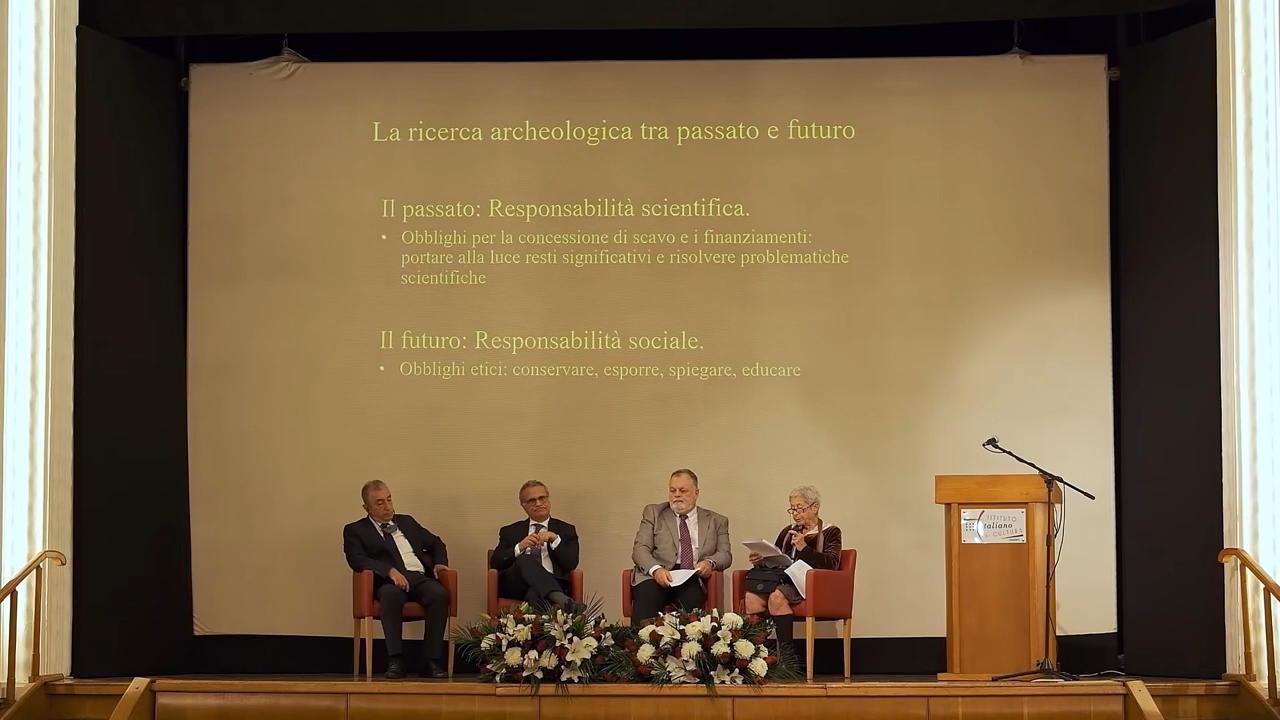 La ricerca archeologica tra passato e futuro
Il passato: Responsabilità scientifica.
• Obblighi per la concessione di scavo e i finanziamenti:
portare alla luce resti significativi e risolvere problematiche
scientifiche
Il futuro: Responsabilità sociale.
• Obblighi etici: conservare, esporre, spiegare, educare
ISTITUTO
italiano
di CULTURA